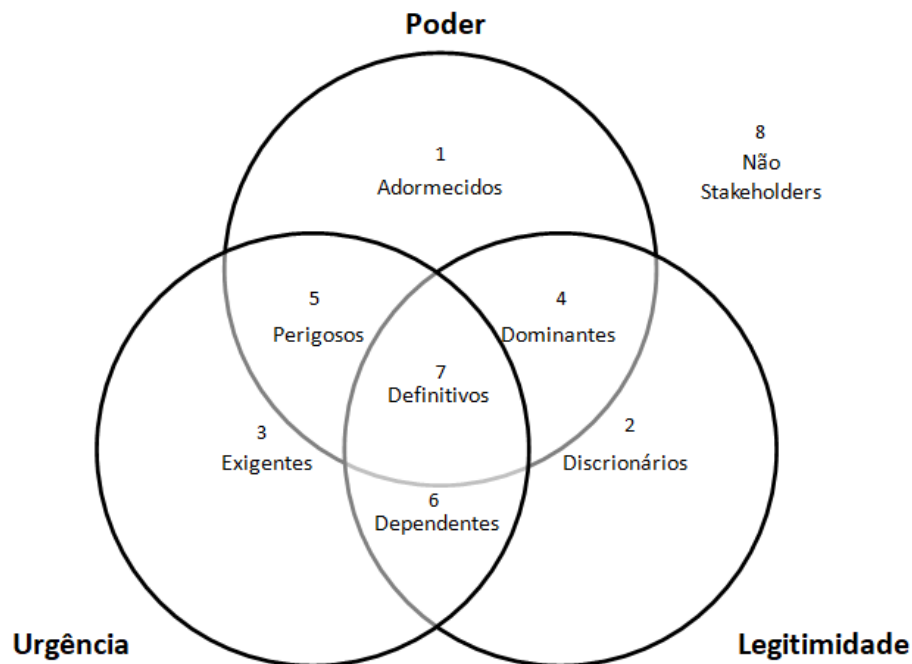 Poder
8
Não
Stakeholders
1
Adormecidos
5
Perigosos
4
Dominantes
7
Definitivos
3
Exigentes
2
Discrionários
6
Dependentes
Urgência
Legitimidade